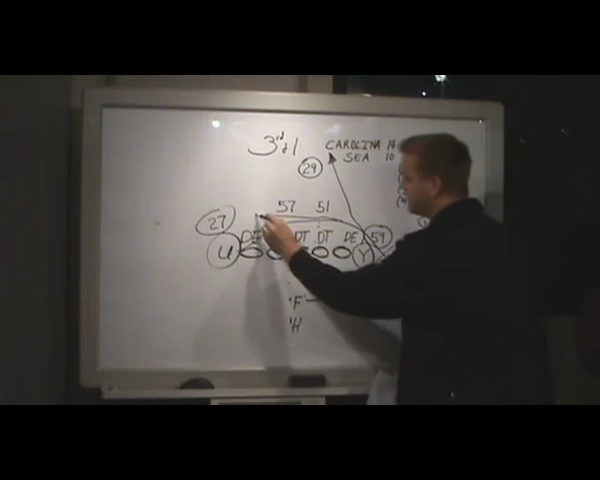 3rd & 1
CAROLINA 14
SEA 10
29
57 51
27
DE DT DT DE 59
U Y
'F'
'H